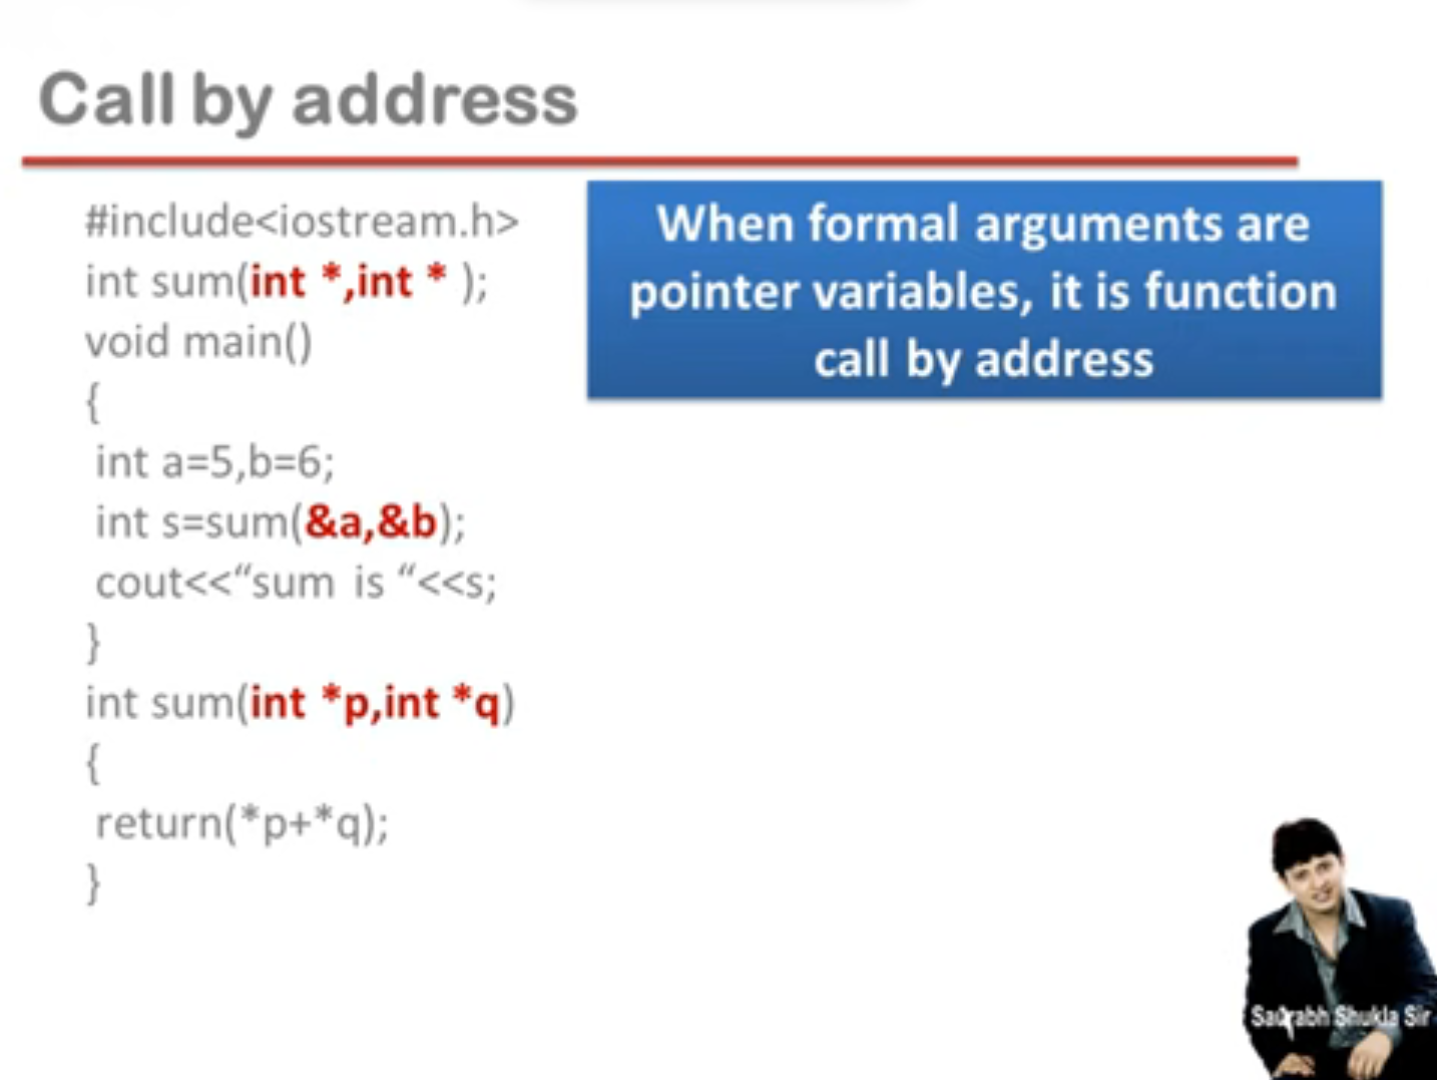 Call by address
#include<iostream.h>
int sum(int *,int * );
void main()
{
int a=5,b=6;
int s=sum(&a,&b);
cout<<“sum is “<<s;
}
int sum(int *p,int *q)
{
return(*p+*q);
}
When formal arguments are
pointer variables, it is function
call by address
Saurabh Shukla Sir